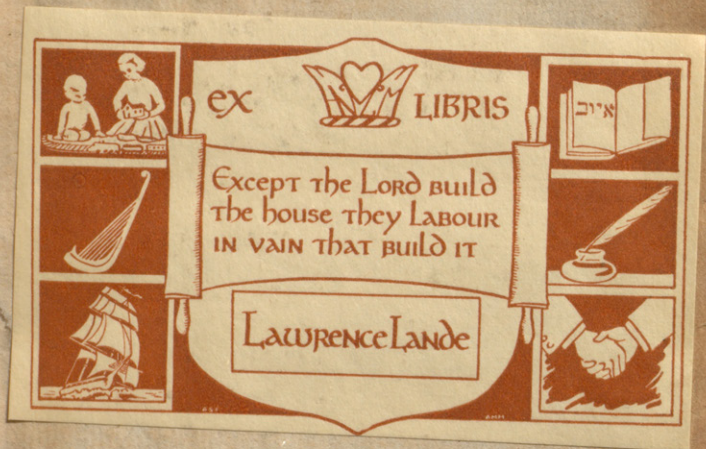 ex LIBRIS
איוב
Except the Lord build
the house they Labour
in vain that build it
Lawrence Lande